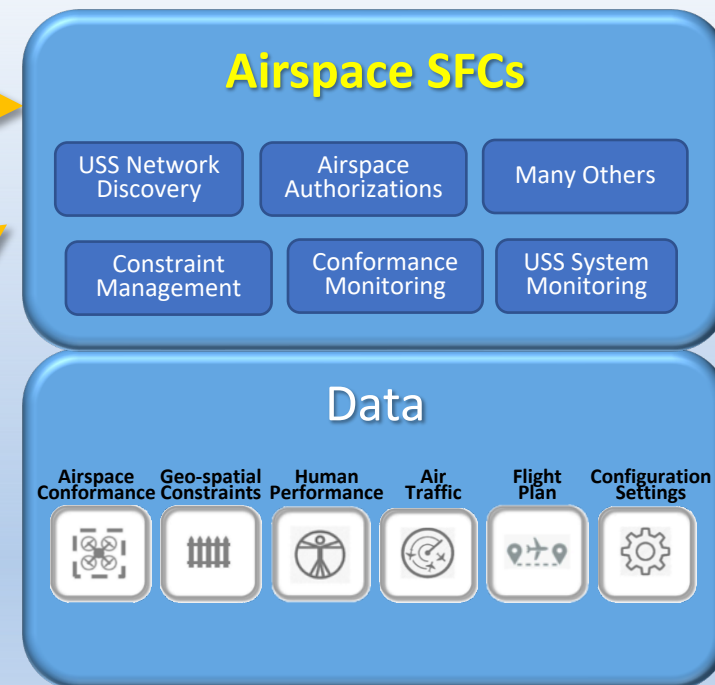 Airspace SFCs
USS Network
Discovery
Airspace
Authorizations
Many Others
Constraint
Management
Conformance
Monitoring
USS System
Monitoring
Data
Airspace
Conformance
Geo-spatial
Constraints
Human
Performance
Air
Traffic
Flight
Plan
Configuration
Settings